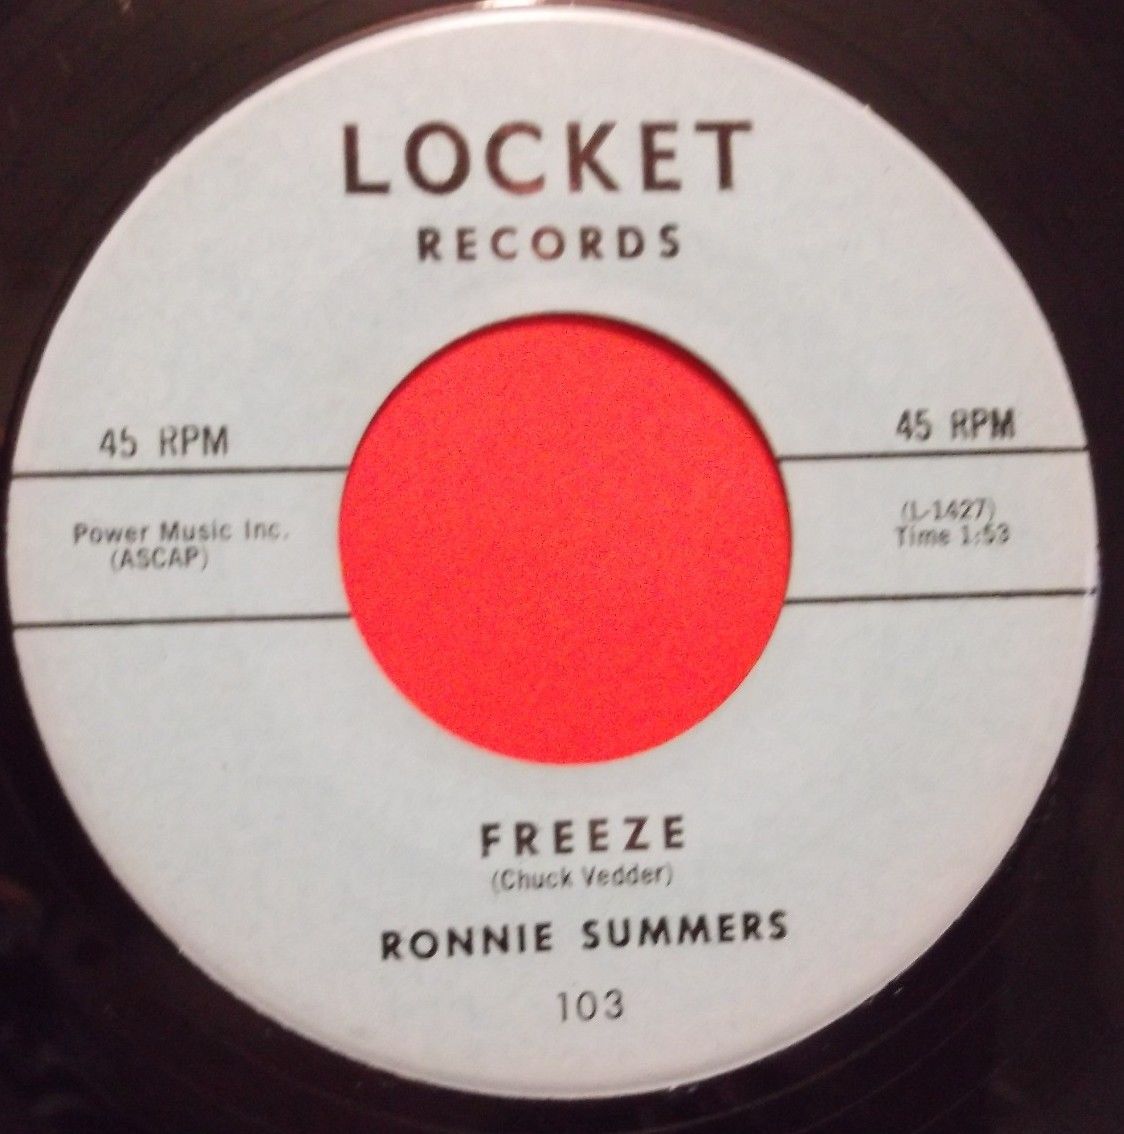 LOCKET
RECORDS
45 RPM
45 RPM
Power Music Inc.
(ASCAP)
(L-1427)
Time 1:53
FREEZE
(Chuck Vedder)
RONNIE SUMMERS
103